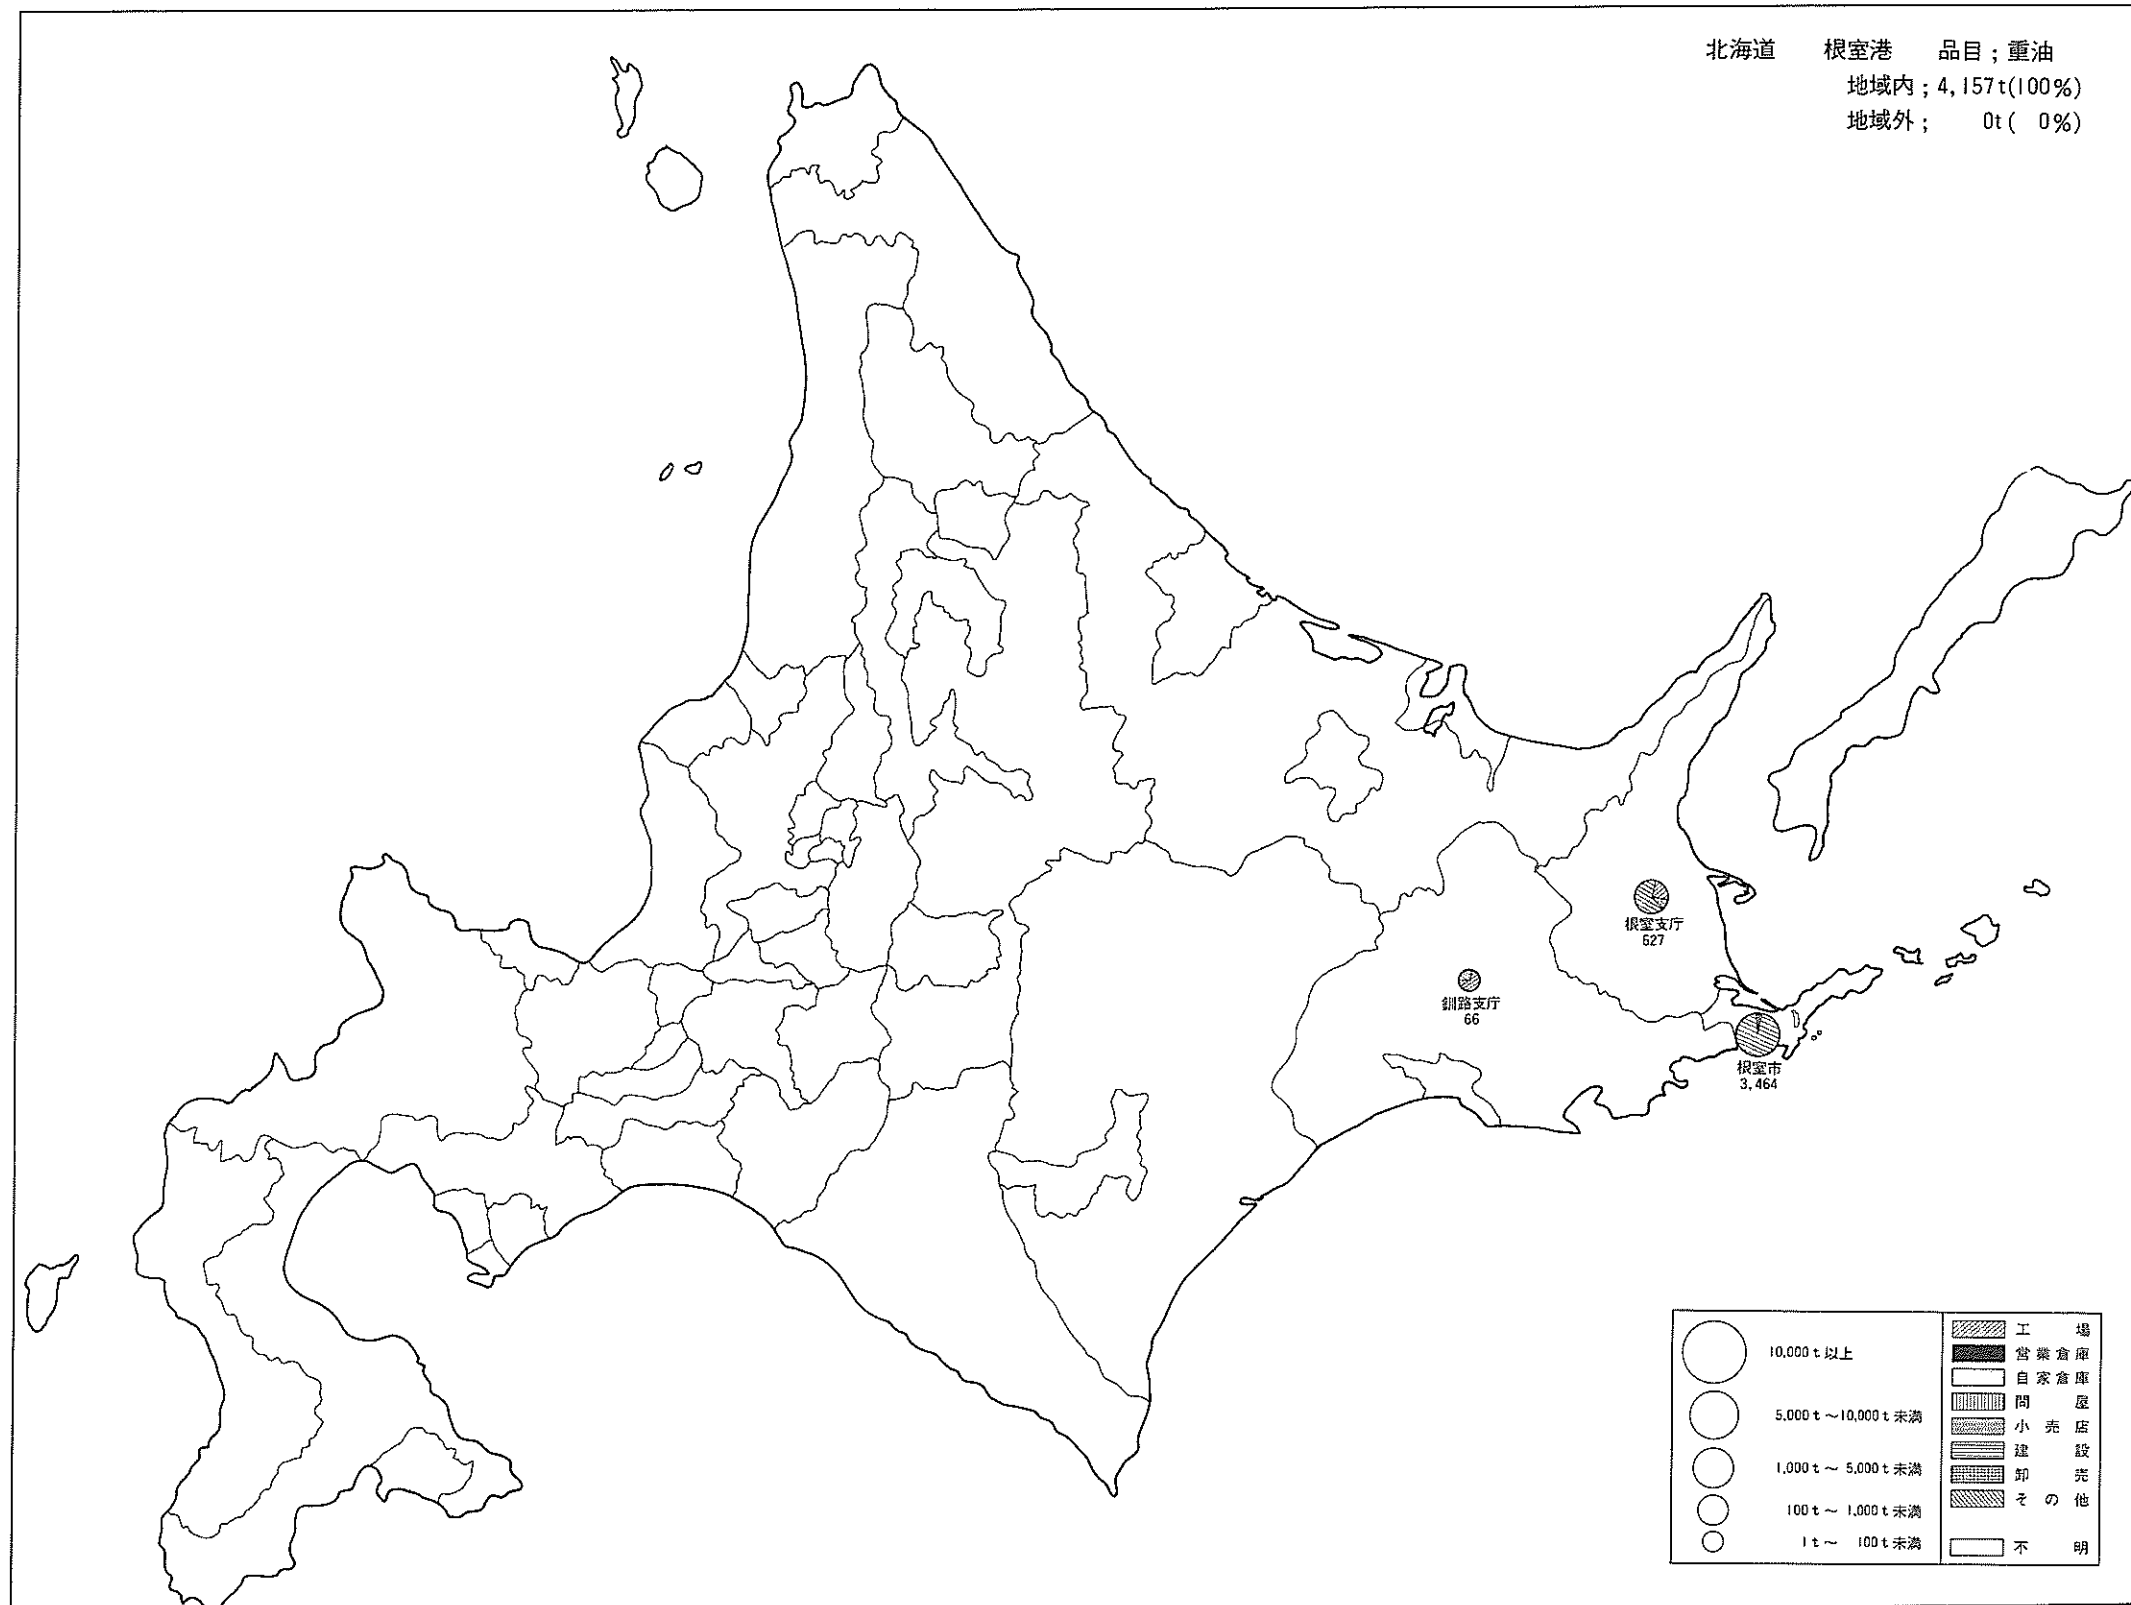 北海道　根室港　品目；重油
地域内；4,157t(100%)
地域外；　0t(　0%)
根室支庁
627
釧路支庁
66
根室市
3,464
10,000t以上
5,000t～10,000t未満
1,000t～5,000t未満
100t～1,000t未満
1t～100t未満
工場
営業倉庫
自家倉庫
問屋
小売店
建設
卸売
その他
不明